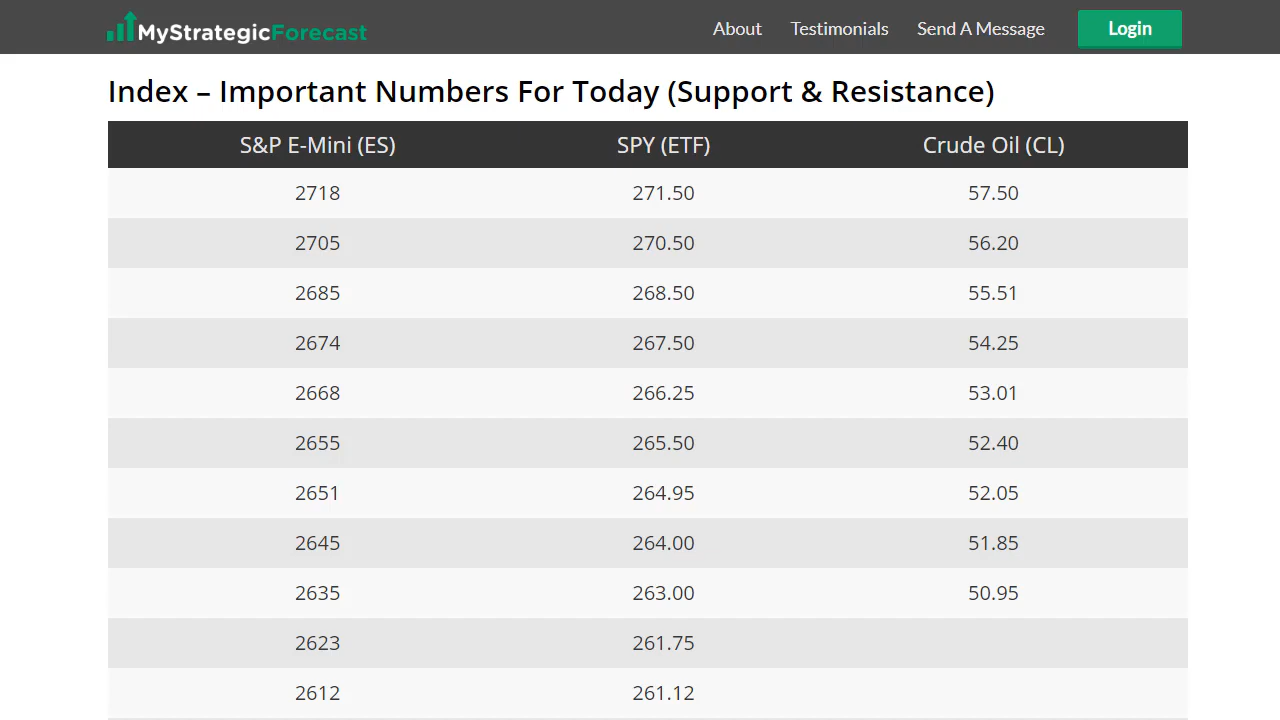 MyStrategicForecast About Testimonials Send A Message Login
Index – Important Numbers For Today (Support & Resistance)
S&P E-Mini (ES) SPY (ETF) Crude Oil (CL)
2718 271.50 57.50
2705 270.50 56.20
2685 268.50 55.51
2674 267.50 54.25
2668 266.25 53.01
2655 265.50 52.40
2651 264.95 52.05
2645 264.00 51.85
2635 263.00 50.95
2623 261.75
2612 261.12